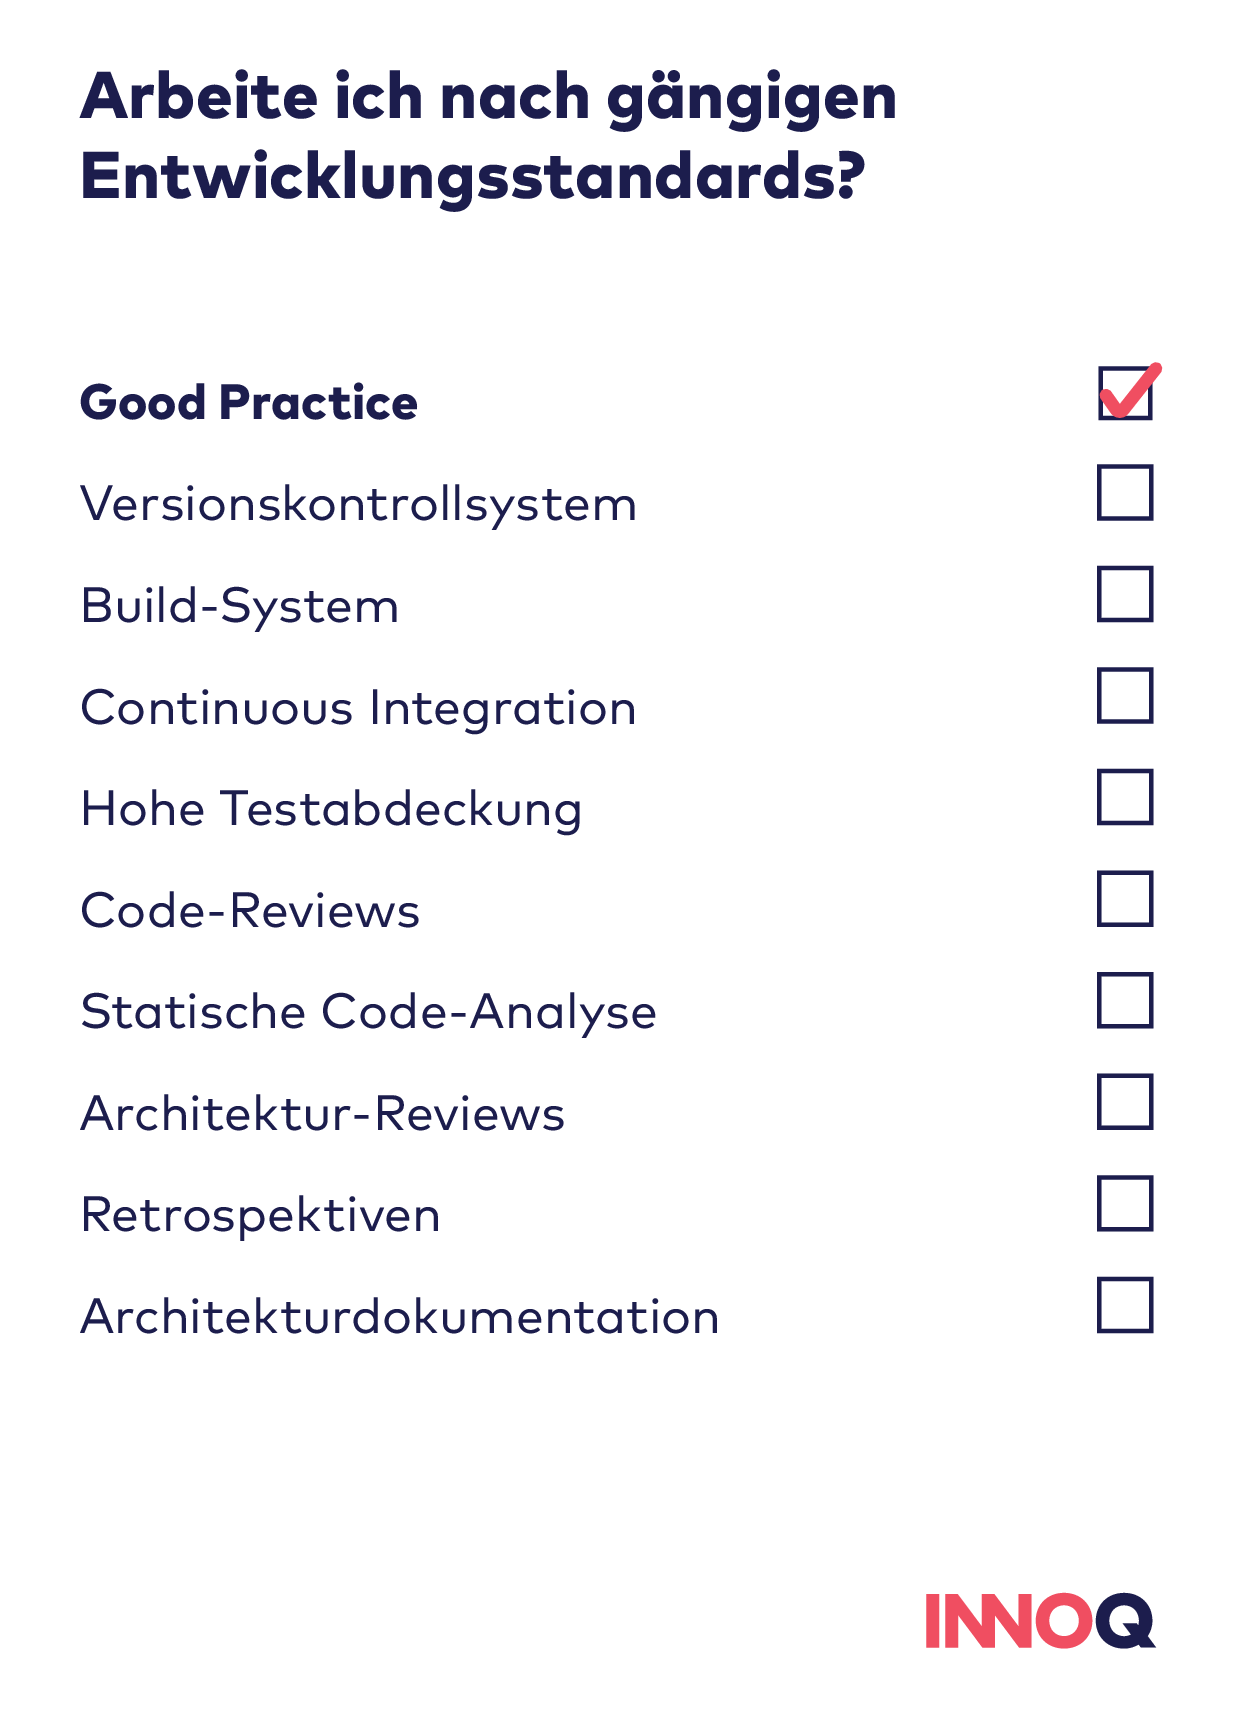 Arbeite ich nach gängigen
Entwicklungsstandards?
Good Practice
Versionskontrollsystem
Build-System
Continuous Integration
Hohe Testabdeckung
Code-Reviews
Statische Code-Analyse
Architektur-Reviews
Retrospektiven
Architekturdokumentation
INNOQ